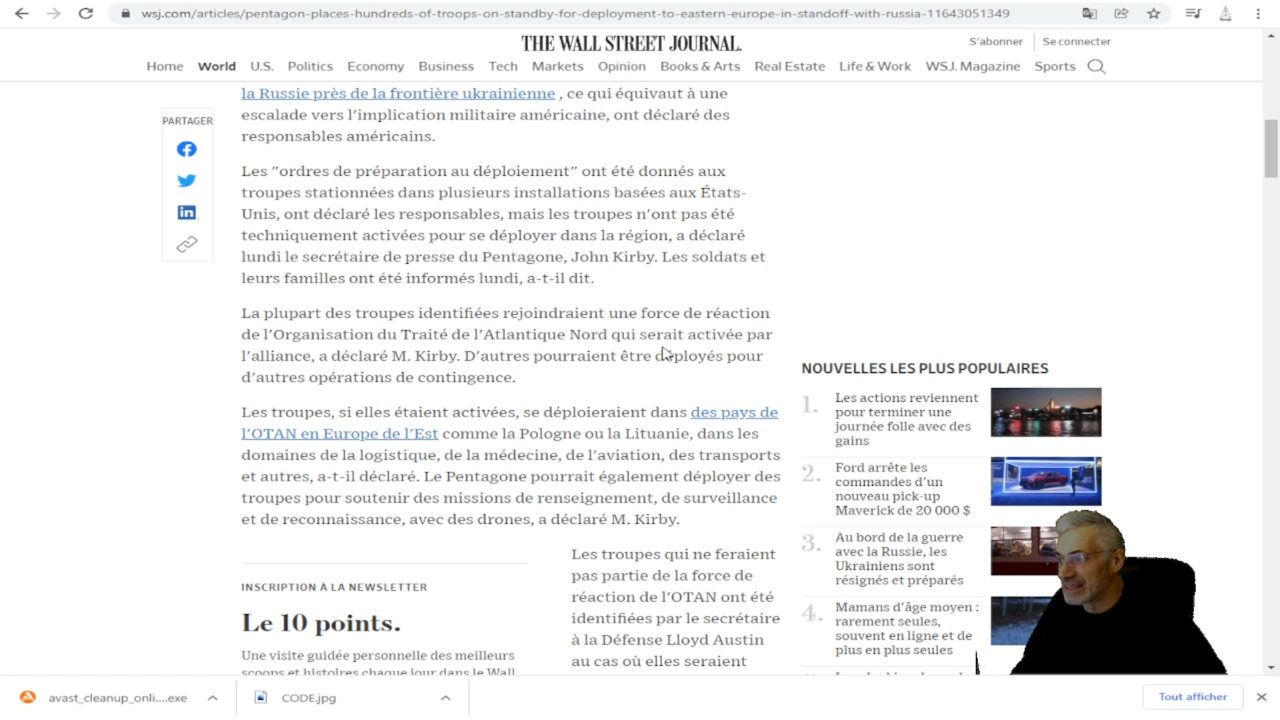 wsj.com/articles/pentagon-places-hundreds-of-troops-on-standby-for-deployment-to-eastern-europe-in-standoff-with-russia-11643051349
THE WALL STREET JOURNAL.
S'abonner
Se connecter
Home World U.S. Politics Economy Business Tech Markets Opinion Books & Arts Real Estate Life & Work WSJ. Magazine Sports
PARTAGER
la Russie près de la frontière ukrainienne , ce qui équivaut à une
escalade vers l'implication militaire américaine, ont déclaré des
responsables américains.
Les "ordres de préparation au déploiement" ont été donnés aux
troupes stationnées dans plusieurs installations basées aux États-
Unis, ont déclaré les responsables, mais les troupes n'ont pas été
techniquement activées pour se déployer dans la région, a déclaré
lundi le secrétaire de presse du Pentagone, John Kirby. Les soldats et
leurs familles ont été informés lundi, a-t-il dit.
La plupart des troupes identifiées rejoindraient une force de réaction
de l'Organisation du Traité de l'Atlantique Nord qui serait activée par
l'alliance, a déclaré M. Kirby. D'autres pourraient être déployés pour
d'autres opérations de contingence.
Les troupes, si elles étaient activées, se déploieraient dans des pays de
l'OTAN en Europe de l'Est comme la Pologne ou la Lituanie, dans les
domaines de la logistique, de la médecine, de l'aviation, des transports
et autres, a-t-il déclaré. Le Pentagone pourrait également déployer des
troupes pour soutenir des missions de renseignement, de surveillance
et de reconnaissance, avec des drones, a déclaré M. Kirby.
INSCRIPTION À LA NEWSLETTER
Le 10 points.
Une visite guidée personnelle des meilleurs
scoops et histoires chaque jour dans le Wall
Les troupes qui ne feraient
pas partie de la force de
réaction de l'OTAN ont été
identifiées par le secrétaire
à la Défense Lloyd Austin
au cas où elles seraient
NOUVELLES LES PLUS POPULAIRES
1. Les actions reviennent
pour terminer une
journée folle avec des
gains
2. Ford arrête les
commandes d'un
nouveau pick-up
Maverick de 20 000 $
3. Au bord de la guerre
avec la Russie, les
Ukrainiens sont
résignés et préparés
4. Mamans d'âge moyen :
rarement seules,
souvent en ligne et de
plus en plus seules
avast_cleanup_onli....exe
CODE.jpg
Tout afficher